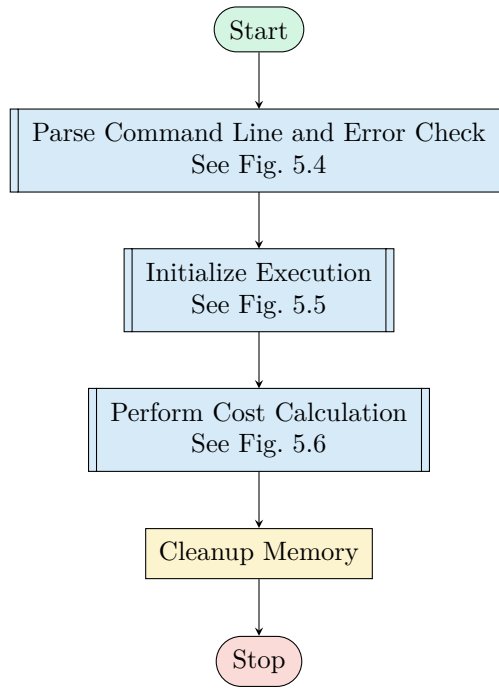 Start
Parse Command Line and Error Check
See Fig. 5.4
Initialize Execution
See Fig. 5.5
Perform Cost Calculation
See Fig. 5.6
Cleanup Memory
Stop